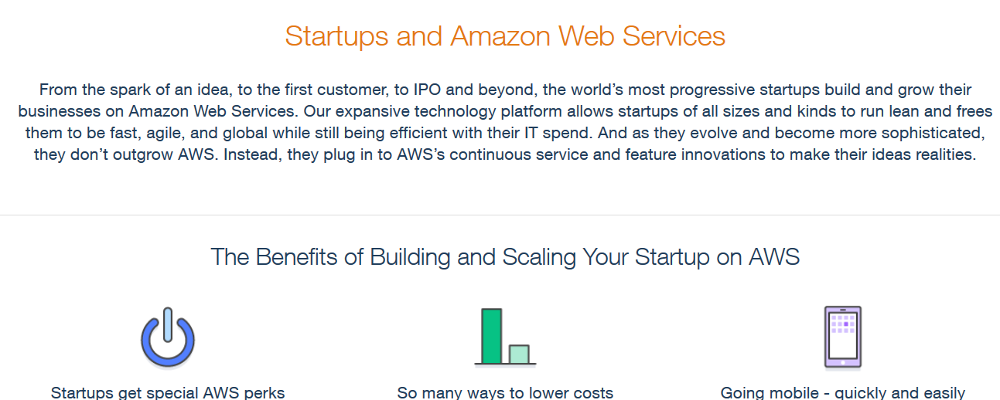 Startups and Amazon Web Services
From the spark of an idea, to the first customer, to IPO and beyond, the world’s most progressive startups build and grow their
businesses on Amazon Web Services. Our expansive technology platform allows startups of all sizes and kinds to run lean and frees
them to be fast, agile, and global while still being efficient with their IT spend. And as they evolve and become more sophisticated,
they don’t outgrow AWS. Instead, they plug in to AWS’s continuous service and feature innovations to make their ideas realities.
The Benefits of Building and Scaling Your Startup on AWS
Startups get special AWS perks
So many ways to lower costs
Going mobile - quickly and easily